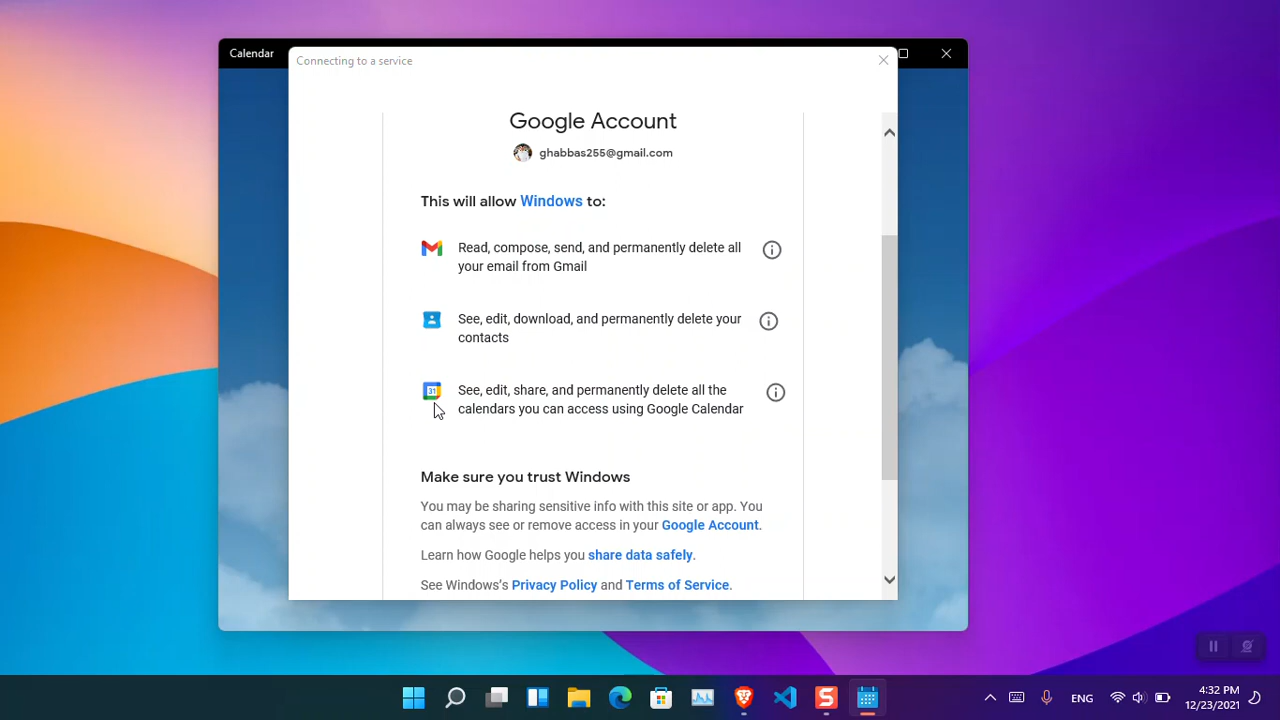 Calendar
Connecting to a service
Google Account
ghabbas255@gmail.com
This will allow Windows to:
Read, compose, send, and permanently delete all
your email from Gmail
See, edit, download, and permanently delete your
contacts
31
See, edit, share, and permanently delete all the
calendars you can access using Google Calendar
Make sure you trust Windows
You may be sharing sensitive info with this site or app. You
can always see or remove access in your Google Account.
Learn how Google helps you share data safely.
See Windows's Privacy Policy and Terms of Service.
S
ENG
4:32 PM
12/23/2021